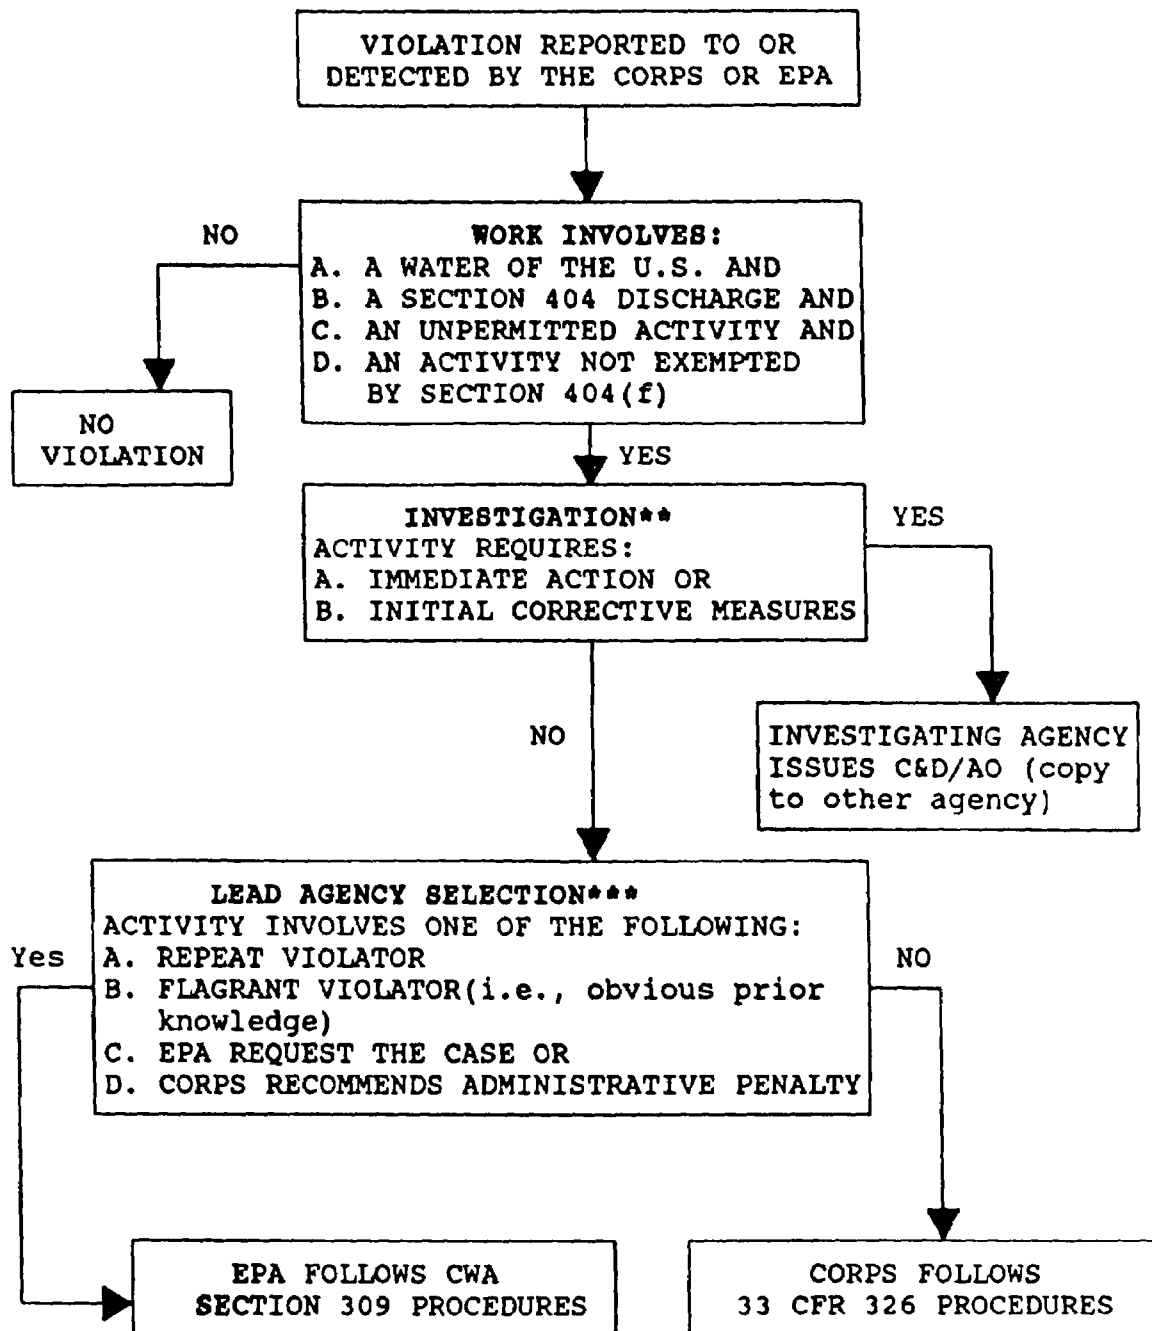 VIOLATION REPORTED TO OR
DETECTED BY THE CORPS OR EPA
NO
WORK INVOLVES:
A. A WATER OF THE U.S. AND
B. A SECTION 404 DISCHARGE AND
C. AN UNPERMITTED ACTIVITY AND
D. AN ACTIVITY NOT EXEMPTED
BY SECTION 404(f)
NO
VIOLATION
YES
INVESTIGATION**
ACTIVITY REQUIRES:
A. IMMEDIATE ACTION OR
B. INITIAL CORRECTIVE MEASURES
YES
NO
INVESTIGATING AGENCY
ISSUES C&D/AO (copy
to other agency)
LEAD AGENCY SELECTION***
ACTIVITY INVOLVES ONE OF THE FOLLOWING:
Yes
A. REPEAT VIOLATOR
B. FLAGRANT VIOLATOR(i.e., obvious prior
knowledge)
C. EPA REQUEST THE CASE OR
D. CORPS RECOMMENDS ADMINISTRATIVE PENALTY
NO
EPA FOLLOWS CWA
SECTION 309 PROCEDURES
CORPS FOLLOWS
33 CFR 326 PROCEDURES